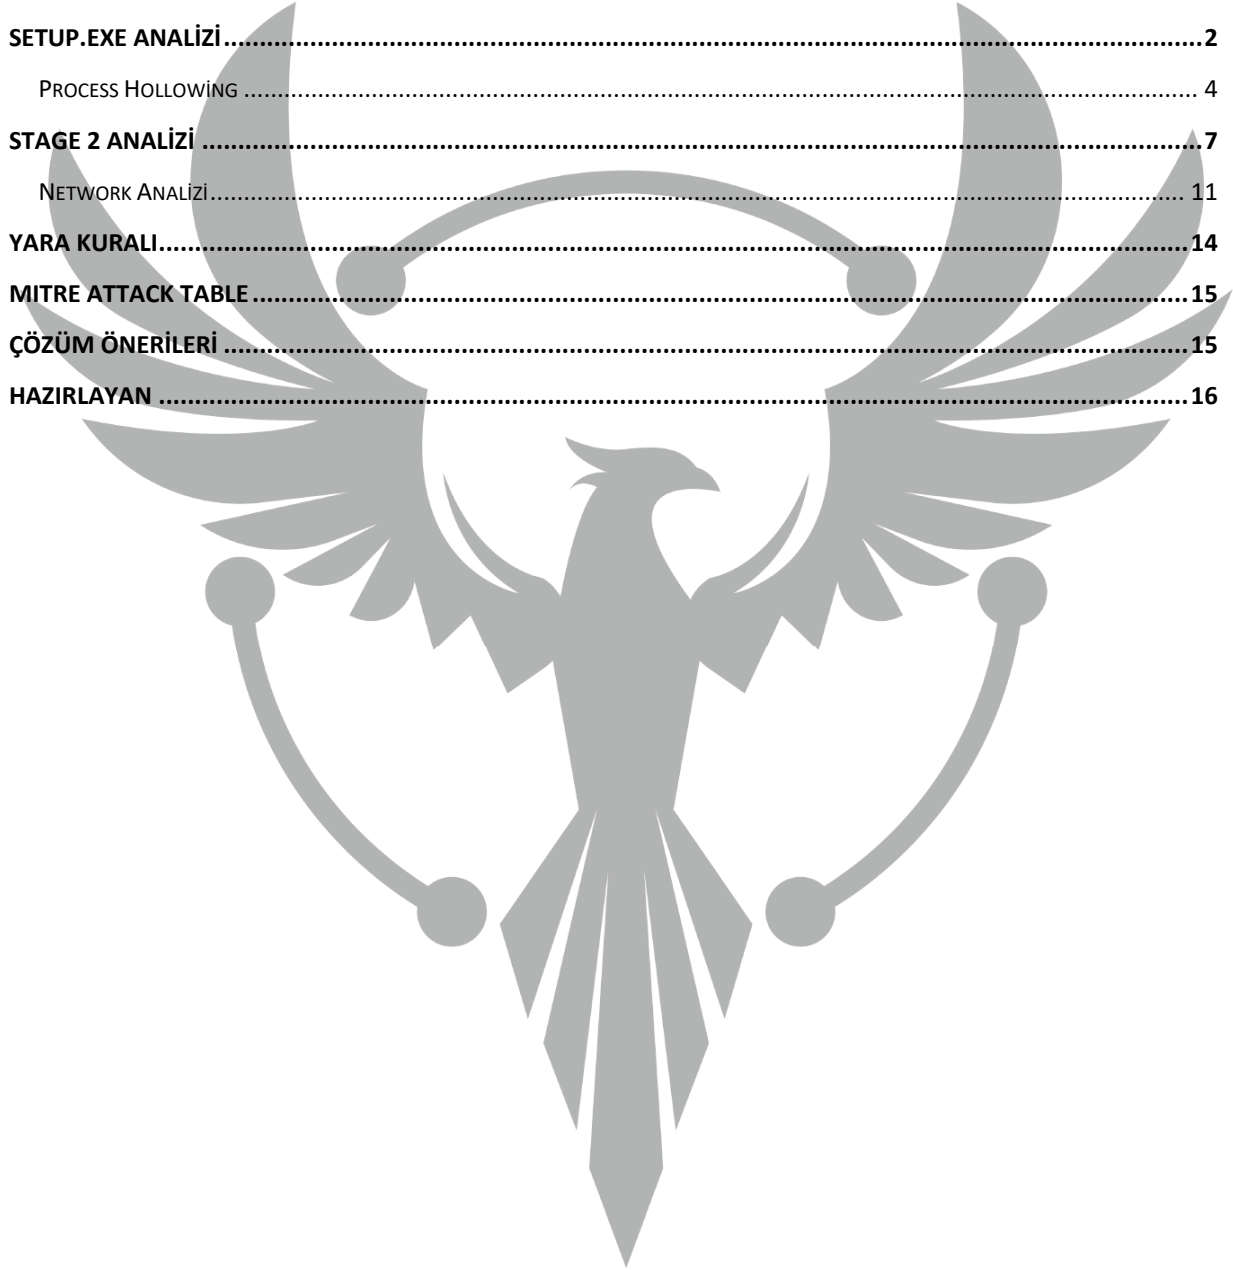 SETUP.EXE ANALİZİ ........ 2
PROCESS HOLLOWİNG ........ 4
STAGE 2 ANALİZİ ........ 7
NETWORK ANALİZİ ........ 11
YARA KURALI ........ 14
MITRE ATTACK TABLE ........ 15
ÇÖZÜM ÖNERİLERİ ........ 15
HAZIRLAYAN ........ 16